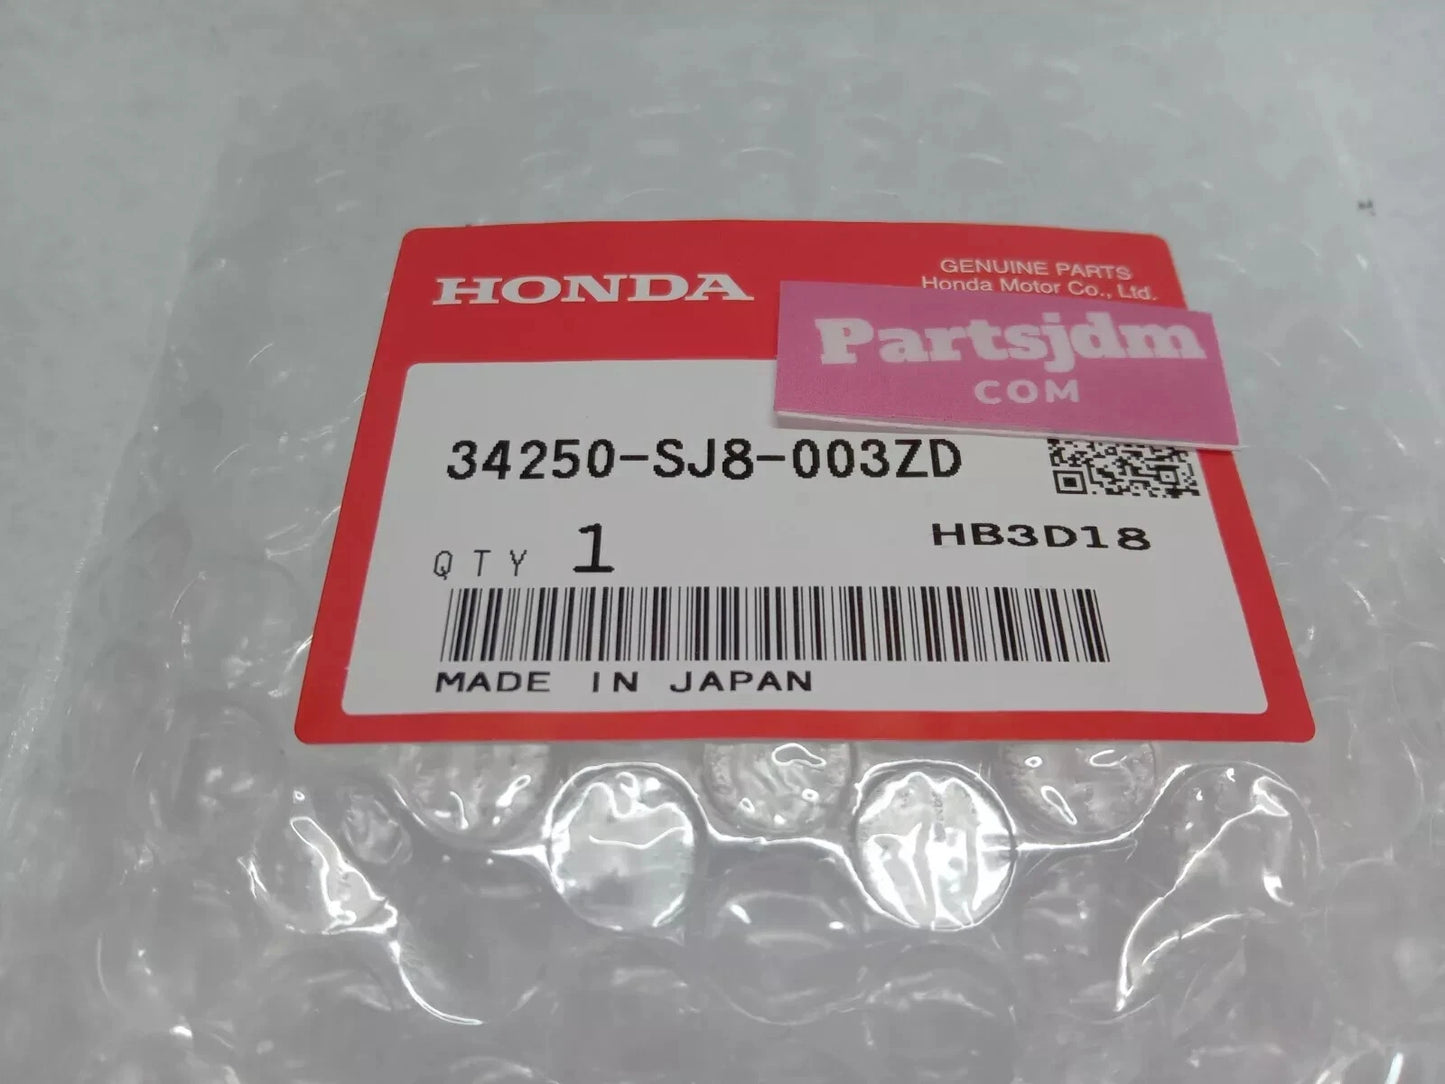 HONDA
GENUINE PARTS
Honda Motor Co., Ltd.
Partsjdm
COM
34250-SJ8-003ZD
QTY 1
HB3D18
MADE IN JAPAN